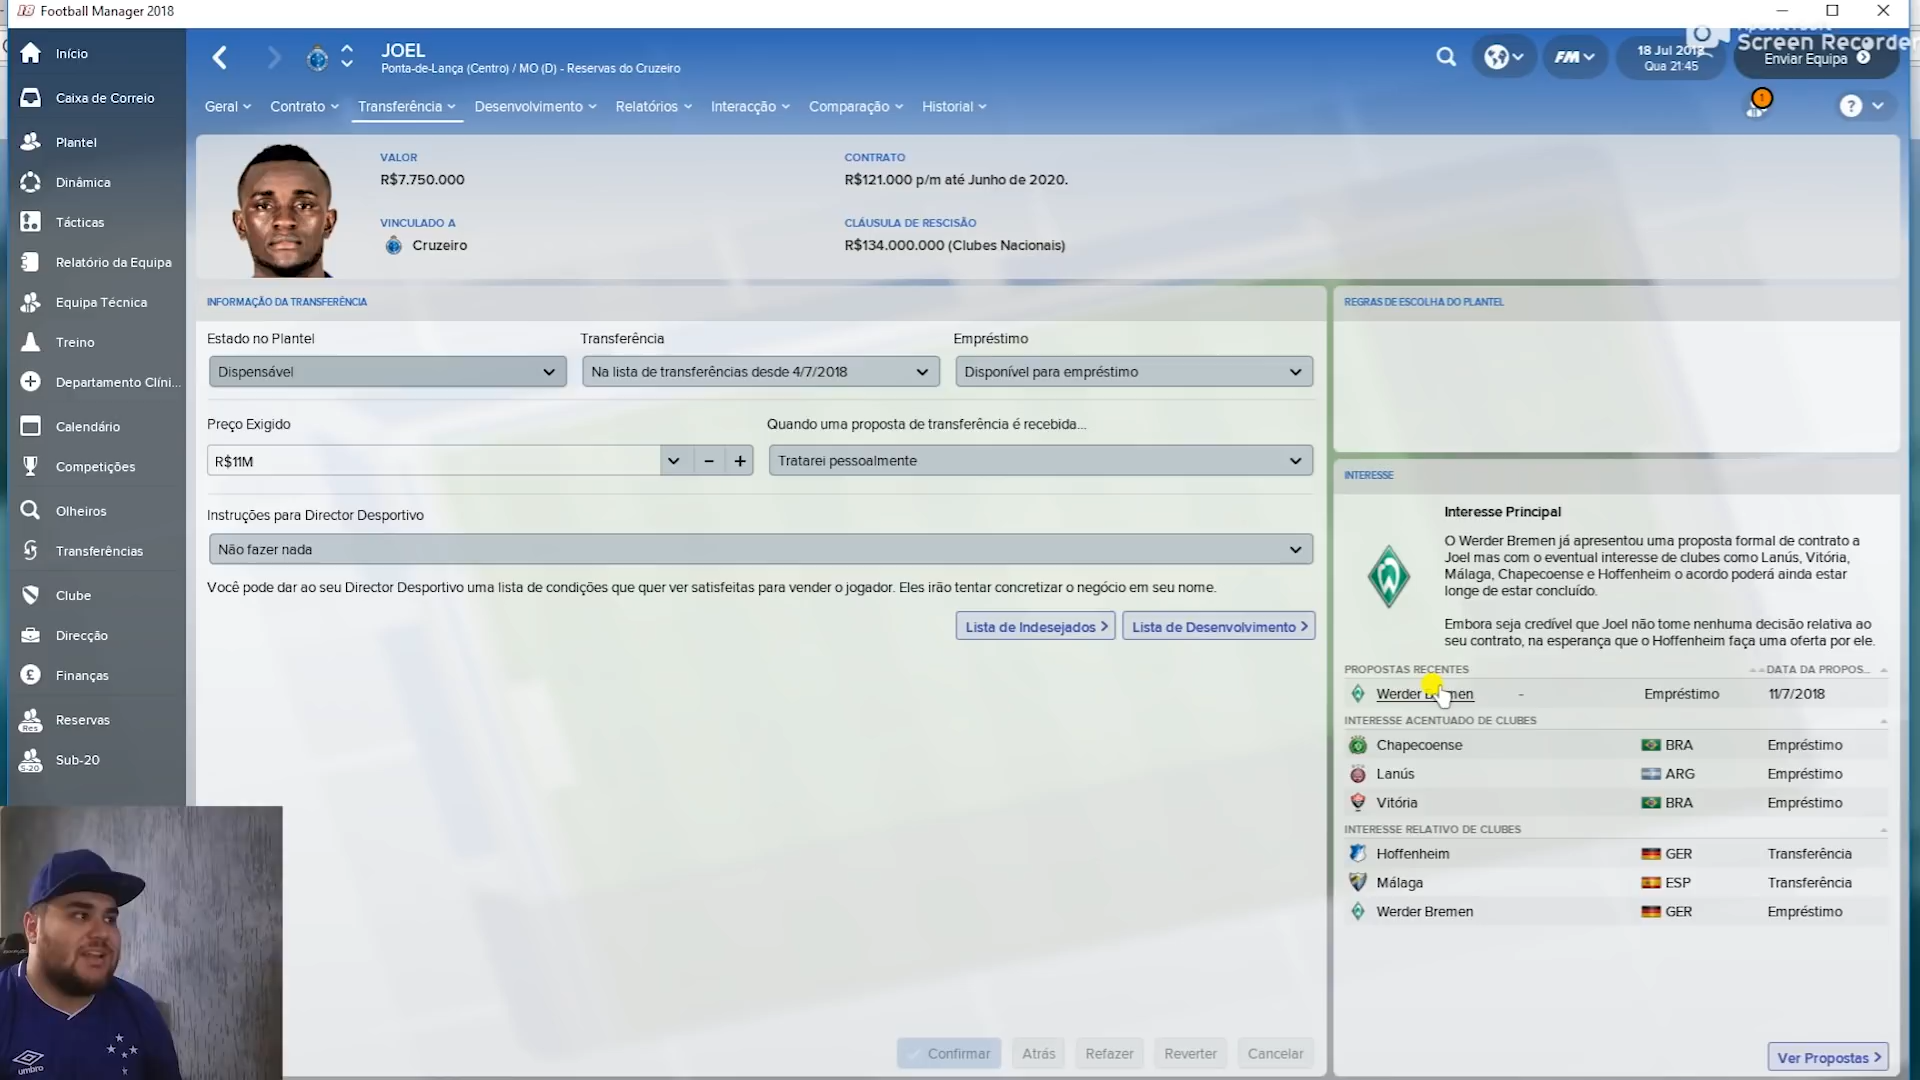 18 Football Manager 2018
Screen Recorder
Início
Caixa de Correio
Plantel
Dinâmica
Tácticas
Relatório da Equipa
Equipa Técnica
Treino
Departamento Clíni...
Calendário
Competições
Olheiros
Transferências
Clube
Direcção
Finanças
Reservas
Res
Sub-20
S-20
JOEL
Ponta-de-Lança (Centro) / MO (D) - Reservas do Cruzeiro
FM
18 Jul 2018
Qua 21:45
Enviar Equipa
Geral
Contrato
Transferência
Desenvolvimento
Relatórios
Interacção
Comparação
Historial
1
?
VALOR
R$7.750.000
VINCULADO A
Cruzeiro
CONTRATO
R$121.000 p/m até Junho de 2020.
CLÁUSULA DE RESCISÃO
R$134.000.000 (Clubes Nacionais)
INFORMAÇÃO DA TRANSFERÊNCIA
Estado no Plantel
Transferência
Empréstimo
Dispensável
Na lista de transferências desde 4/7/2018
Disponível para empréstimo
Preço Exigido
Quando uma proposta de transferência é recebida...
R$11M
Tratarei pessoalmente
Instruções para Director Desportivo
Não fazer nada
Você pode dar ao seu Director Desportivo uma lista de condições que quer ver satisfeitas para vender o jogador. Eles irão tentar concretizar o negócio em seu nome.
Lista de Indesejados >
Lista de Desenvolvimento >
Confirmar
Atrás
Refazer
Reverter
Cancelar
REGRAS DE ESCOLHA DO PLANTEL
INTERESSE
Interesse Principal
O Werder Bremen já apresentou uma proposta formal de contrato a
Joel mas com o eventual interesse de clubes como Lanús, Vitória,
Málaga, Chapecoense e Hoffenheim o acordo poderá ainda estar
longe de estar concluído.
Embora seja credível que Joel não tome nenhuma decisão relativa ao
seu contrato, na esperança que o Hoffenheim faça uma oferta por ele.
PROPOSTAS RECENTES DATA DA PROPOS...
Werder Bremen - Empréstimo 11/7/2018
INTERESSE ACENTUADO DE CLUBES
Chapecoense BRA Empréstimo
Lanús ARG Empréstimo
Vitória BRA Empréstimo
INTERESSE RELATIVO DE CLUBES
Hoffenheim GER Transferência
Málaga ESP Transferência
Werder Bremen GER Empréstimo
Ver Propostas >
umbro